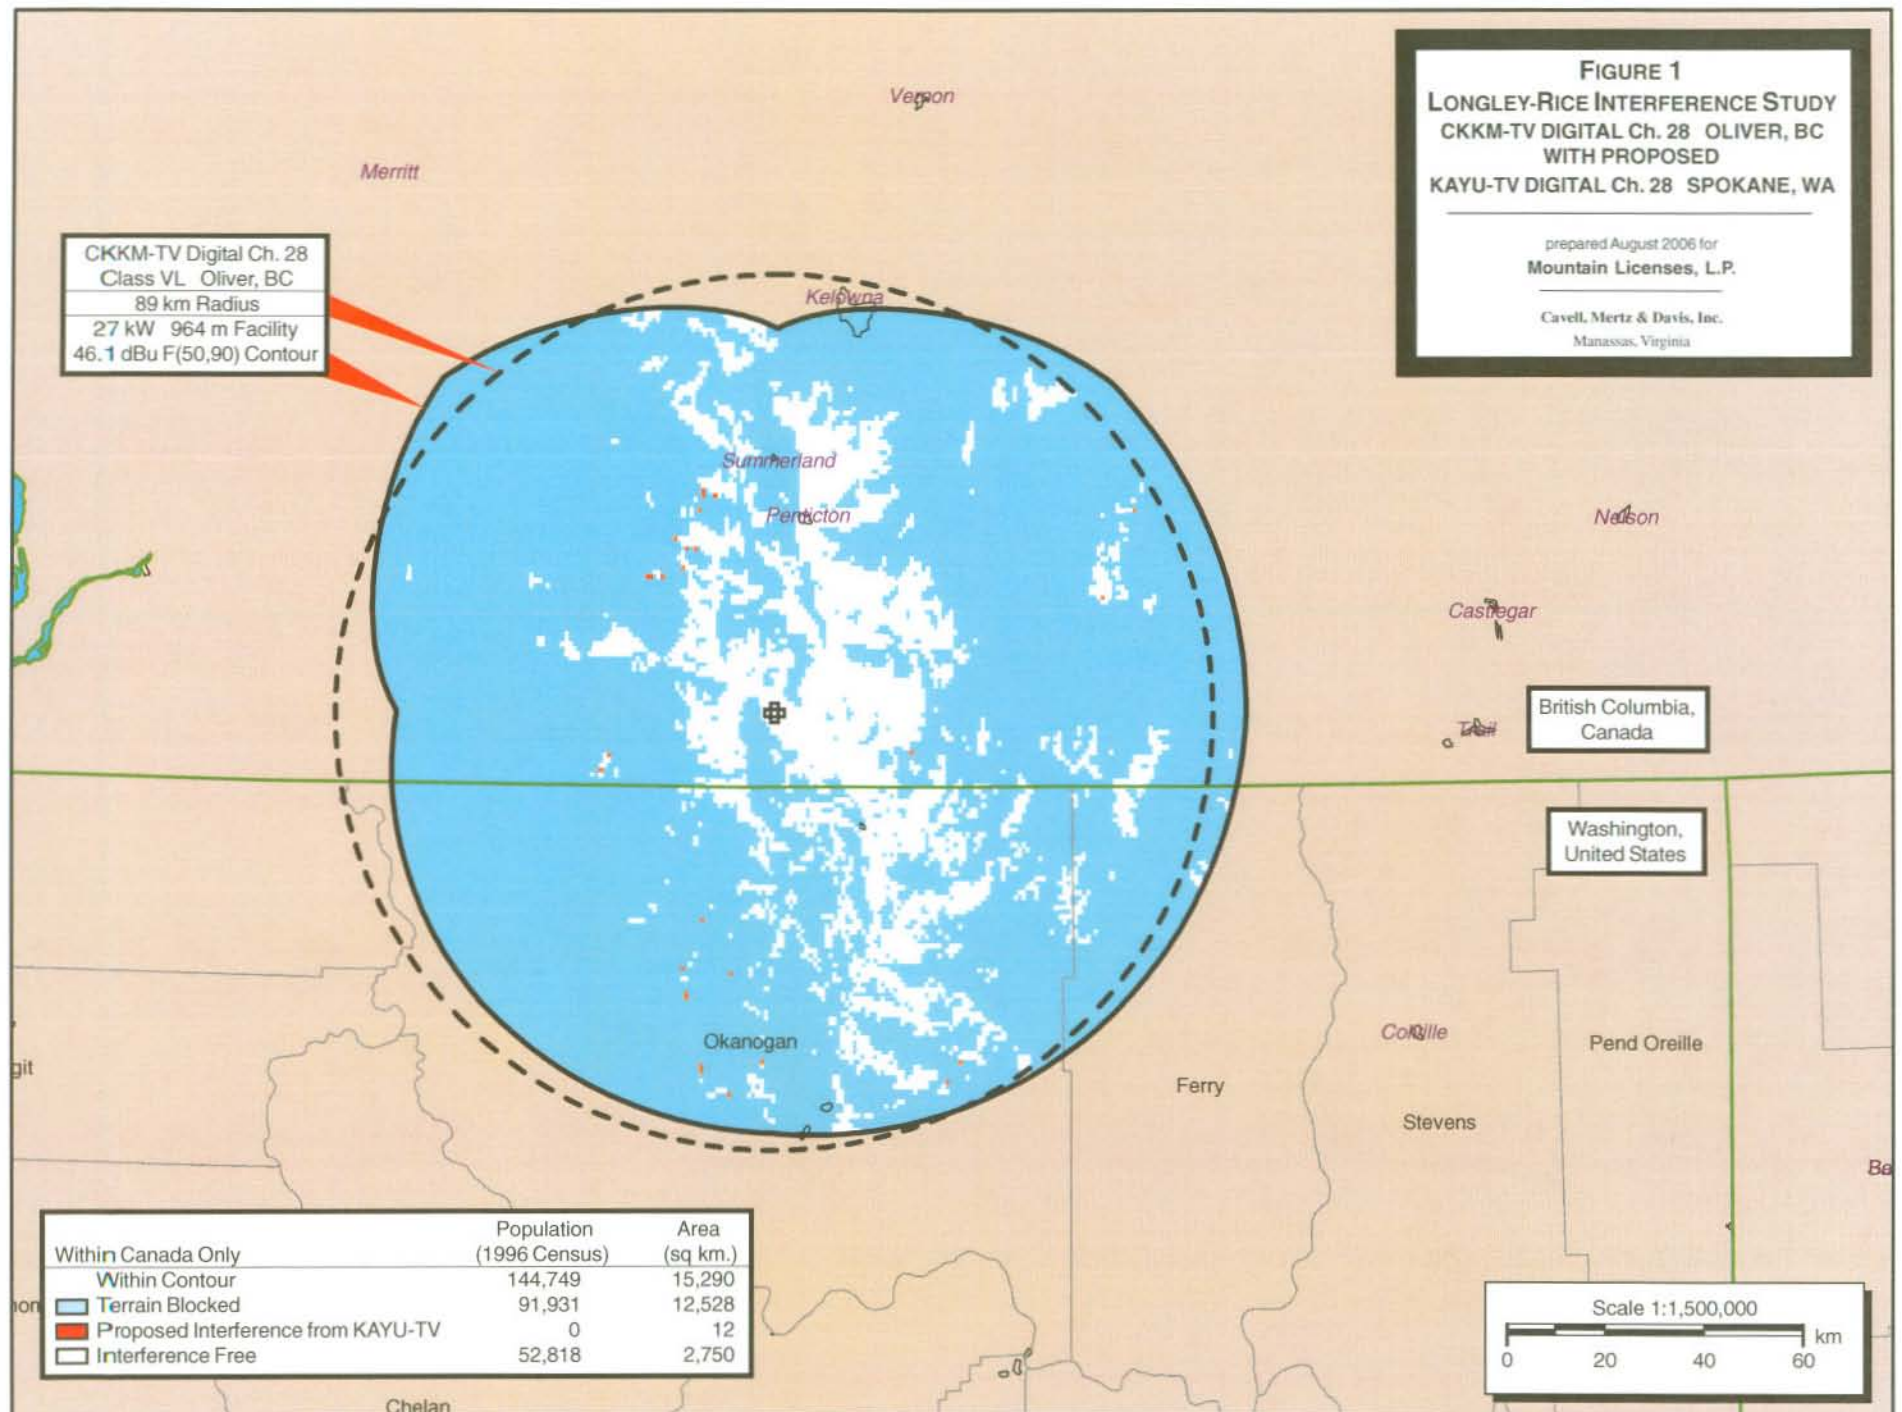 FIGURE 1
LONGLEY-RICE INTERFERENCE STUDY
CKKM-TV DIGITAL Ch. 28 OLIVER, BC
WITH PROPOSED
KAYU-TV DIGITAL Ch. 28 SPOKANE, WA
prepared August 2006 for
Mountain Licenses, L.P.
Cavell, Mertz & Davis, Inc.
Manassas, Virginia
Vernon
Merritt
CKKM-TV Digital Ch. 28
Class VL Oliver, BC
89 km Radius
27 kW 964 m Facility
46.1 dBu F(50,90) Contour
Kelowna
Summerland
Penticton
Nelson
Castlegar
Trail
British Columbia,
Canada
Washington,
United States
Okanogan
Colville
Pend Oreille
git
Ferry
Stevens
Ba
Population Area
Within Canada Only (1996 Census) (sq km.)
Within Contour 144,749 15,290
Terrain Blocked 91,931 12,528
Proposed Interference from KAYU-TV 0 12
Interference Free 52,818 2,750
non
Scale 1:1,500,000
km
0 20 40 60
Chelan